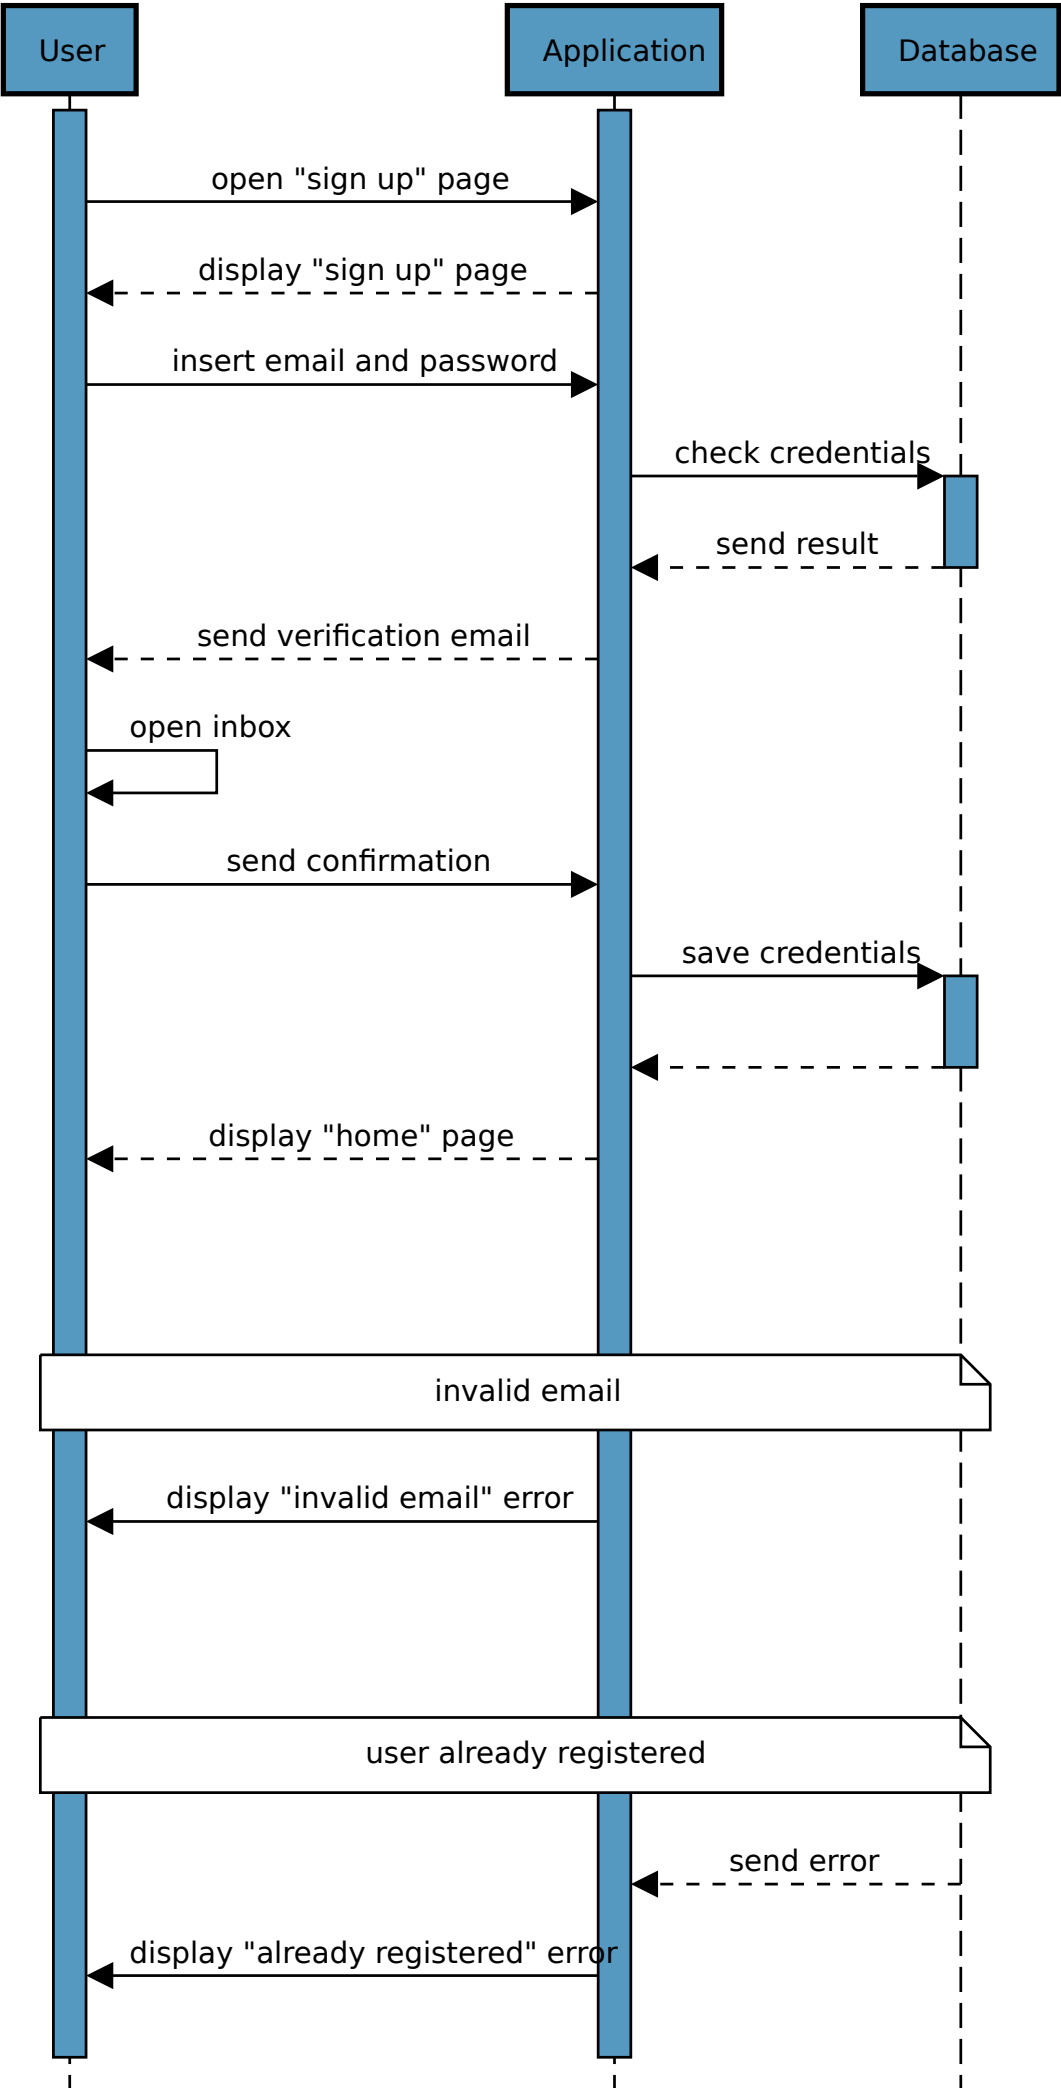 User
Application
Database
open "sign up" page
display "sign up" page
insert email and password
check credentials
send result
send verification email
open inbox
send confirmation
save credentials
display "home" page
invalid email
display "invalid email" error
user already registered
send error
display "already registered" error